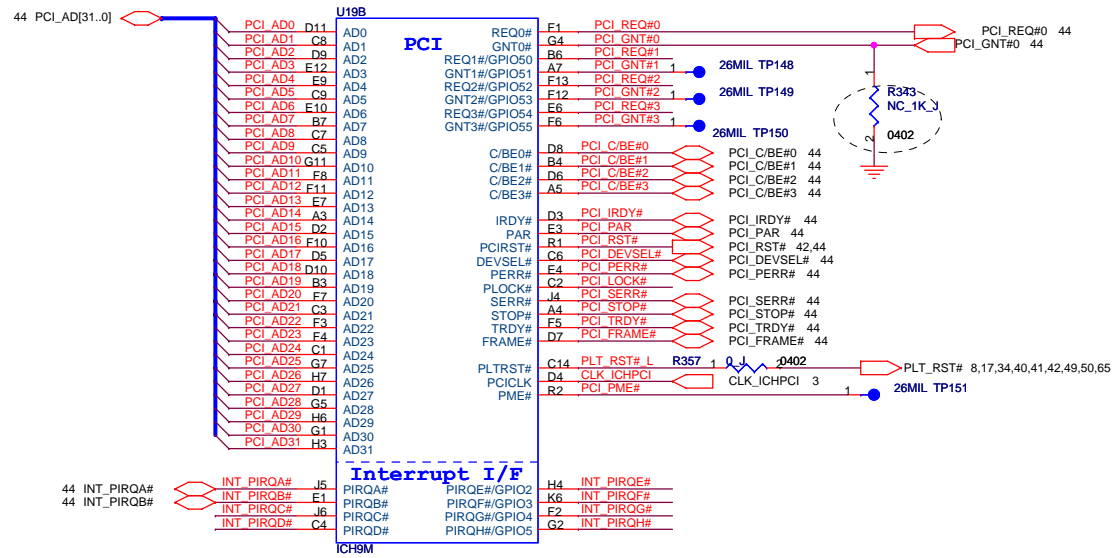 U19B
44 PCI_AD[31..0]
PCI
Interrupt I/F
ICH9M
PCI_AD0 D11 AD0
PCI_AD1 C8 AD1
PCI_AD2 D9 AD2
PCI_AD3 E12 AD3
PCI_AD4 E9 AD4
PCI_AD5 C9 AD5
PCI_AD6 E10 AD6
PCI_AD7 B7 AD7
PCI_AD8 C7 AD8
PCI_AD9 C5 AD9
PCI_AD10 G11 AD10
PCI_AD11 F8 AD11
PCI_AD12 F11 AD12
PCI_AD13 E7 AD13
PCI_AD14 A3 AD14
PCI_AD15 D2 AD15
PCI_AD16 F10 AD16
PCI_AD17 D5 AD17
PCI_AD18 D10 AD18
PCI_AD19 B3 AD19
PCI_AD20 F7 AD20
PCI_AD21 C3 AD21
PCI_AD22 F3 AD22
PCI_AD23 F4 AD23
PCI_AD24 C1 AD24
PCI_AD25 G7 AD25
PCI_AD26 H7 AD26
PCI_AD27 D1 AD27
PCI_AD28 G5 AD28
PCI_AD29 H6 AD29
PCI_AD30 G1 AD30
PCI_AD31 H3 AD31
44 INT_PIRQA# INT_PIRQA# J5 PIRQA#
44 INT_PIRQB# INT_PIRQB# E1 PIRQB#
INT_PIRQC# J6 PIRQC#
INT_PIRQD# C4 PIRQD#
REQ0# F1 PCI_REQ#0 PCI_REQ#0 44
GNT0# G4 PCI_GNT#0 PCI_GNT#0 44
REQ1#/GPIO50 B6 PCI_REQ#1
GNT1#/GPIO51 A7 PCI_GNT#1 1 26MIL TP148
REQ2#/GPIO52 F13 PCI_REQ#2
GNT2#/GPIO53 F12 PCI_GNT#2 1 26MIL TP149
REQ3#/GPIO54 E6 PCI_REQ#3
GNT3#/GPIO55 F6 PCI_GNT#3 1 26MIL TP150
1 R343
NC_1K_J
2 0402
C/BE0# D8 PCI_C/BE#0 PCI_C/BE#0 44
C/BE1# B4 PCI_C/BE#1 PCI_C/BE#1 44
C/BE2# D6 PCI_C/BE#2 PCI_C/BE#2 44
C/BE3# A5 PCI_C/BE#3 PCI_C/BE#3 44
IRDY# D3 PCI_IRDY# PCI_IRDY# 44
PAR E3 PCI_PAR PCI_PAR 44
PCIRST# R1 PCI_RST# PCI_RST# 42,44
DEVSEL# C6 PCI_DEVSEL# PCI_DEVSEL# 44
PERR# E4 PCI_PERR# PCI_PERR# 44
PLOCK# C2 PCI_LOCK#
SERR# J4 PCI_SERR# PCI_SERR# 44
STOP# A4 PCI_STOP# PCI_STOP# 44
TRDY# F5 PCI_TRDY# PCI_TRDY# 44
FRAME# D7 PCI_FRAME# PCI_FRAME# 44
PLTRST# C14 PLT_RST#_L R357 1 0_J 2 0402 PLT_RST# 8,17,34,40,41,42,49,50,65
PCICLK D4 CLK_ICHPCI CLK_ICHPCI 3
PME# R2 PCI_PME# 1 26MIL TP151
PIRQE#/GPIO2 H4 INT_PIRQE#
PIRQF#/GPIO3 K6 INT_PIRQF#
PIRQG#/GPIO4 F2 INT_PIRQG#
PIRQH#/GPIO5 G2 INT_PIRQH#